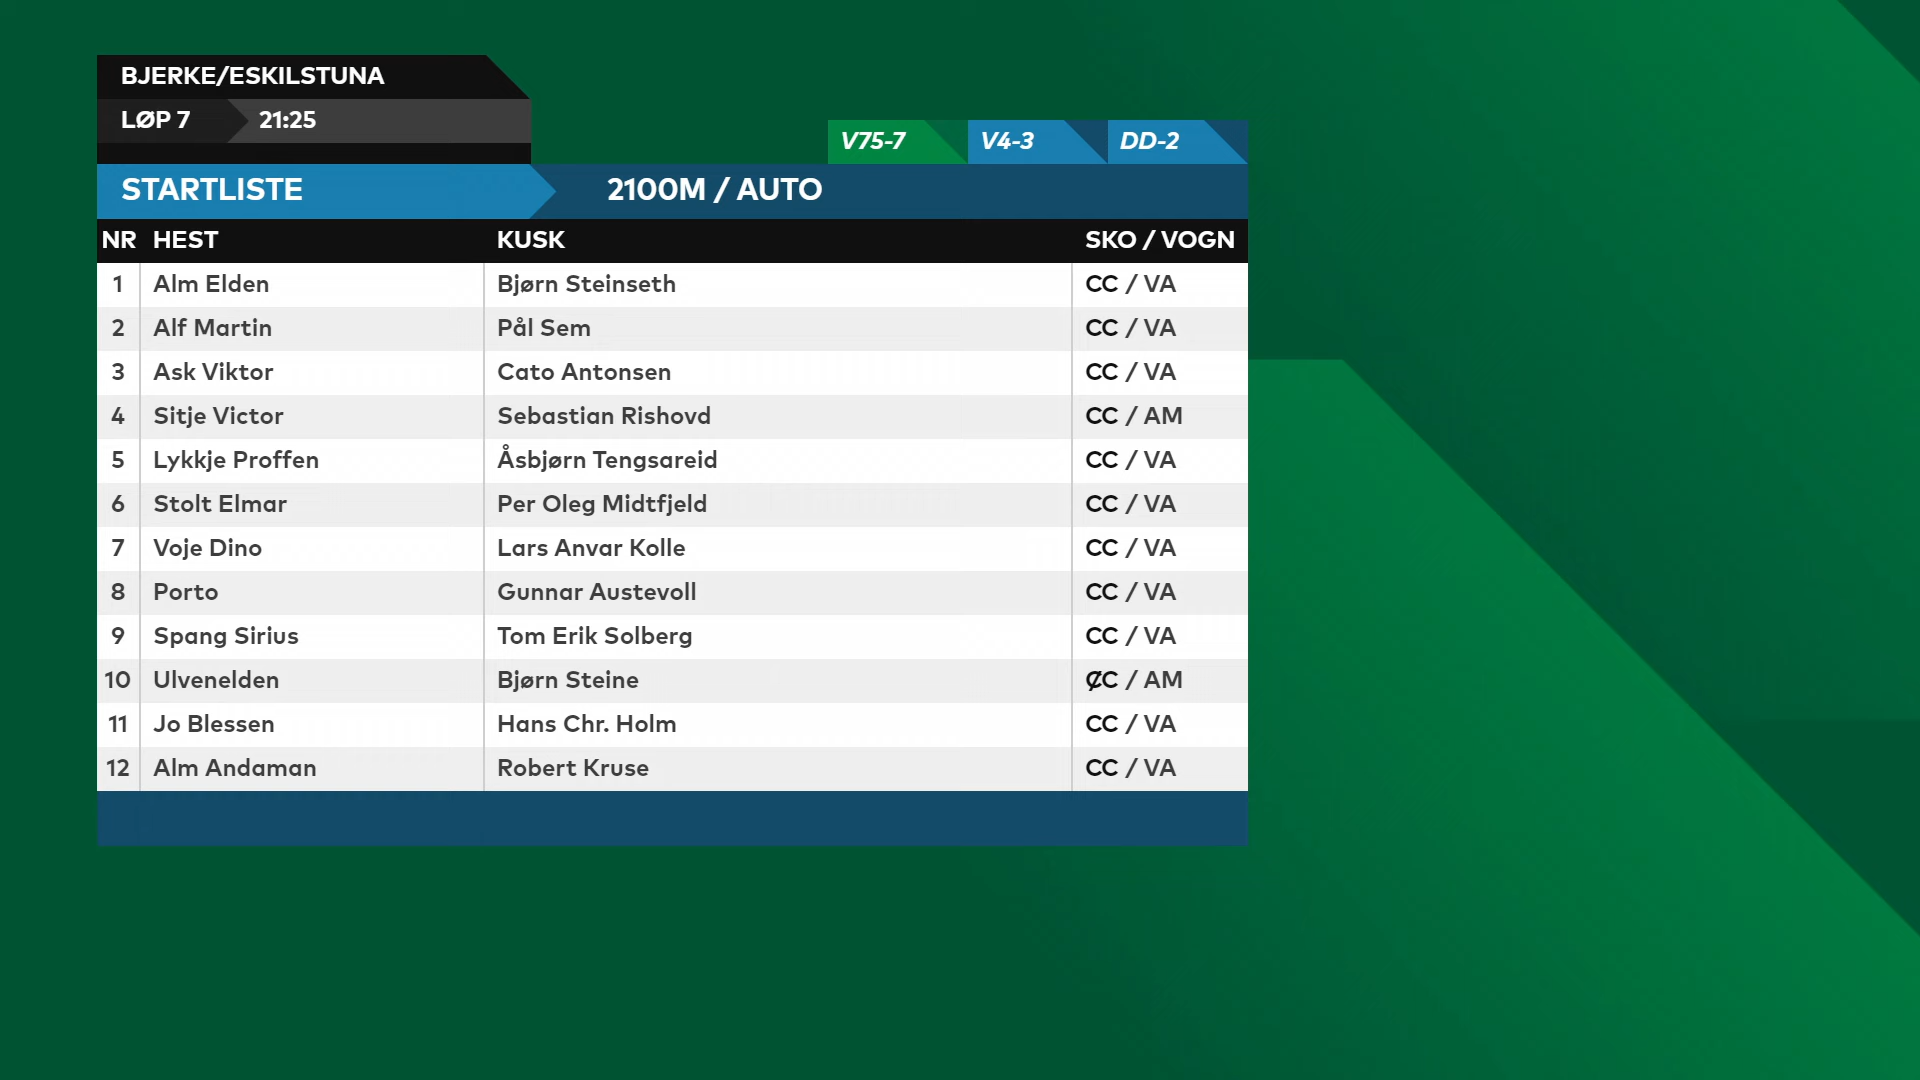 BJERKE/ESKILSTUNA
LØP 7 21:25
V75-7 V4-3 DD-2
STARTLISTE 2100M / AUTO
NR HEST KUSK SKO / VOGN
1 Alm Elden Bjørn Steinseth CC / VA
2 Alf Martin Pål Sem CC / VA
3 Ask Viktor Cato Antonsen CC / VA
4 Sitje Victor Sebastian Rishovd CC / AM
5 Lykkje Proffen Åsbjørn Tengsareid CC / VA
6 Stolt Elmar Per Oleg Midtfjeld CC / VA
7 Voje Dino Lars Anvar Kolle CC / VA
8 Porto Gunnar Austevoll CC / VA
9 Spang Sirius Tom Erik Solberg CC / VA
10 Ulvenelden Bjørn Steine ȻC / AM
11 Jo Blessen Hans Chr. Holm CC / VA
12 Alm Andaman Robert Kruse CC / VA